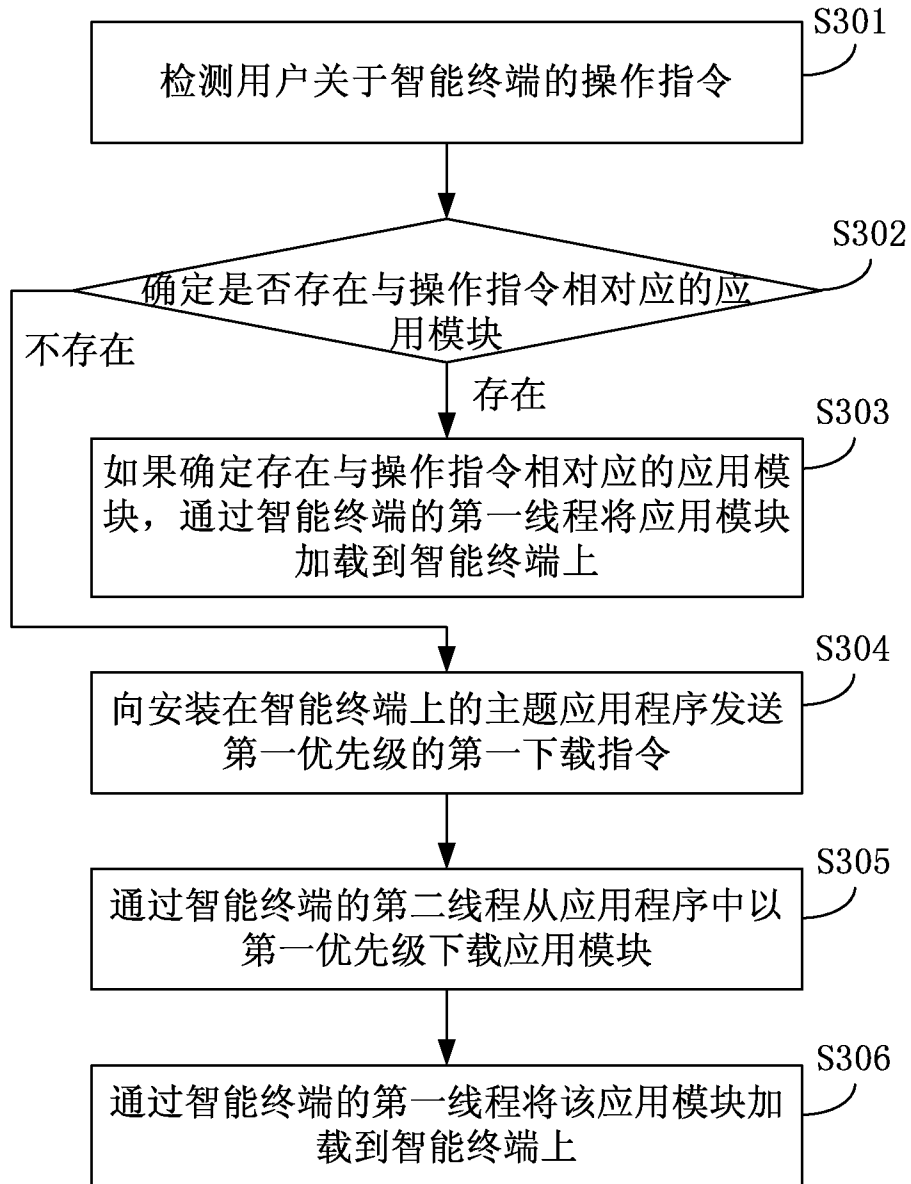 S301
检测用户关于智能终端的操作指令
S302
确定是否存在与操作指令相对应的应
用模块
不存在
存在
S303
如果确定存在与操作指令相对应的应用模
块，通过智能终端的第一线程将应用模块
加载到智能终端上
S304
向安装在智能终端上的主题应用程序发送
第一优先级的第一下载指令
S305
通过智能终端的第二线程从应用程序中以
第一优先级下载应用模块
S306
通过智能终端的第一线程将该应用模块加
载到智能终端上